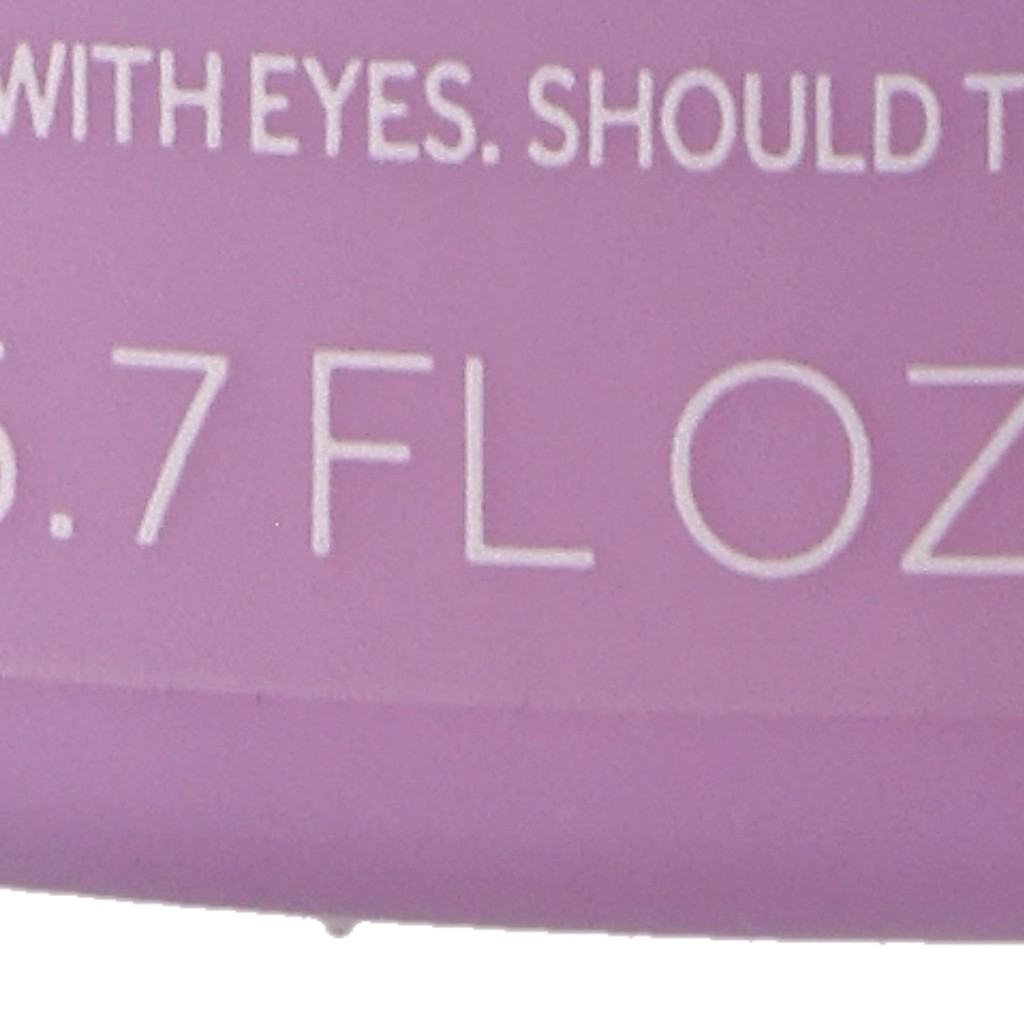 WITH EYES. SHOULD T
.7 FL OZ